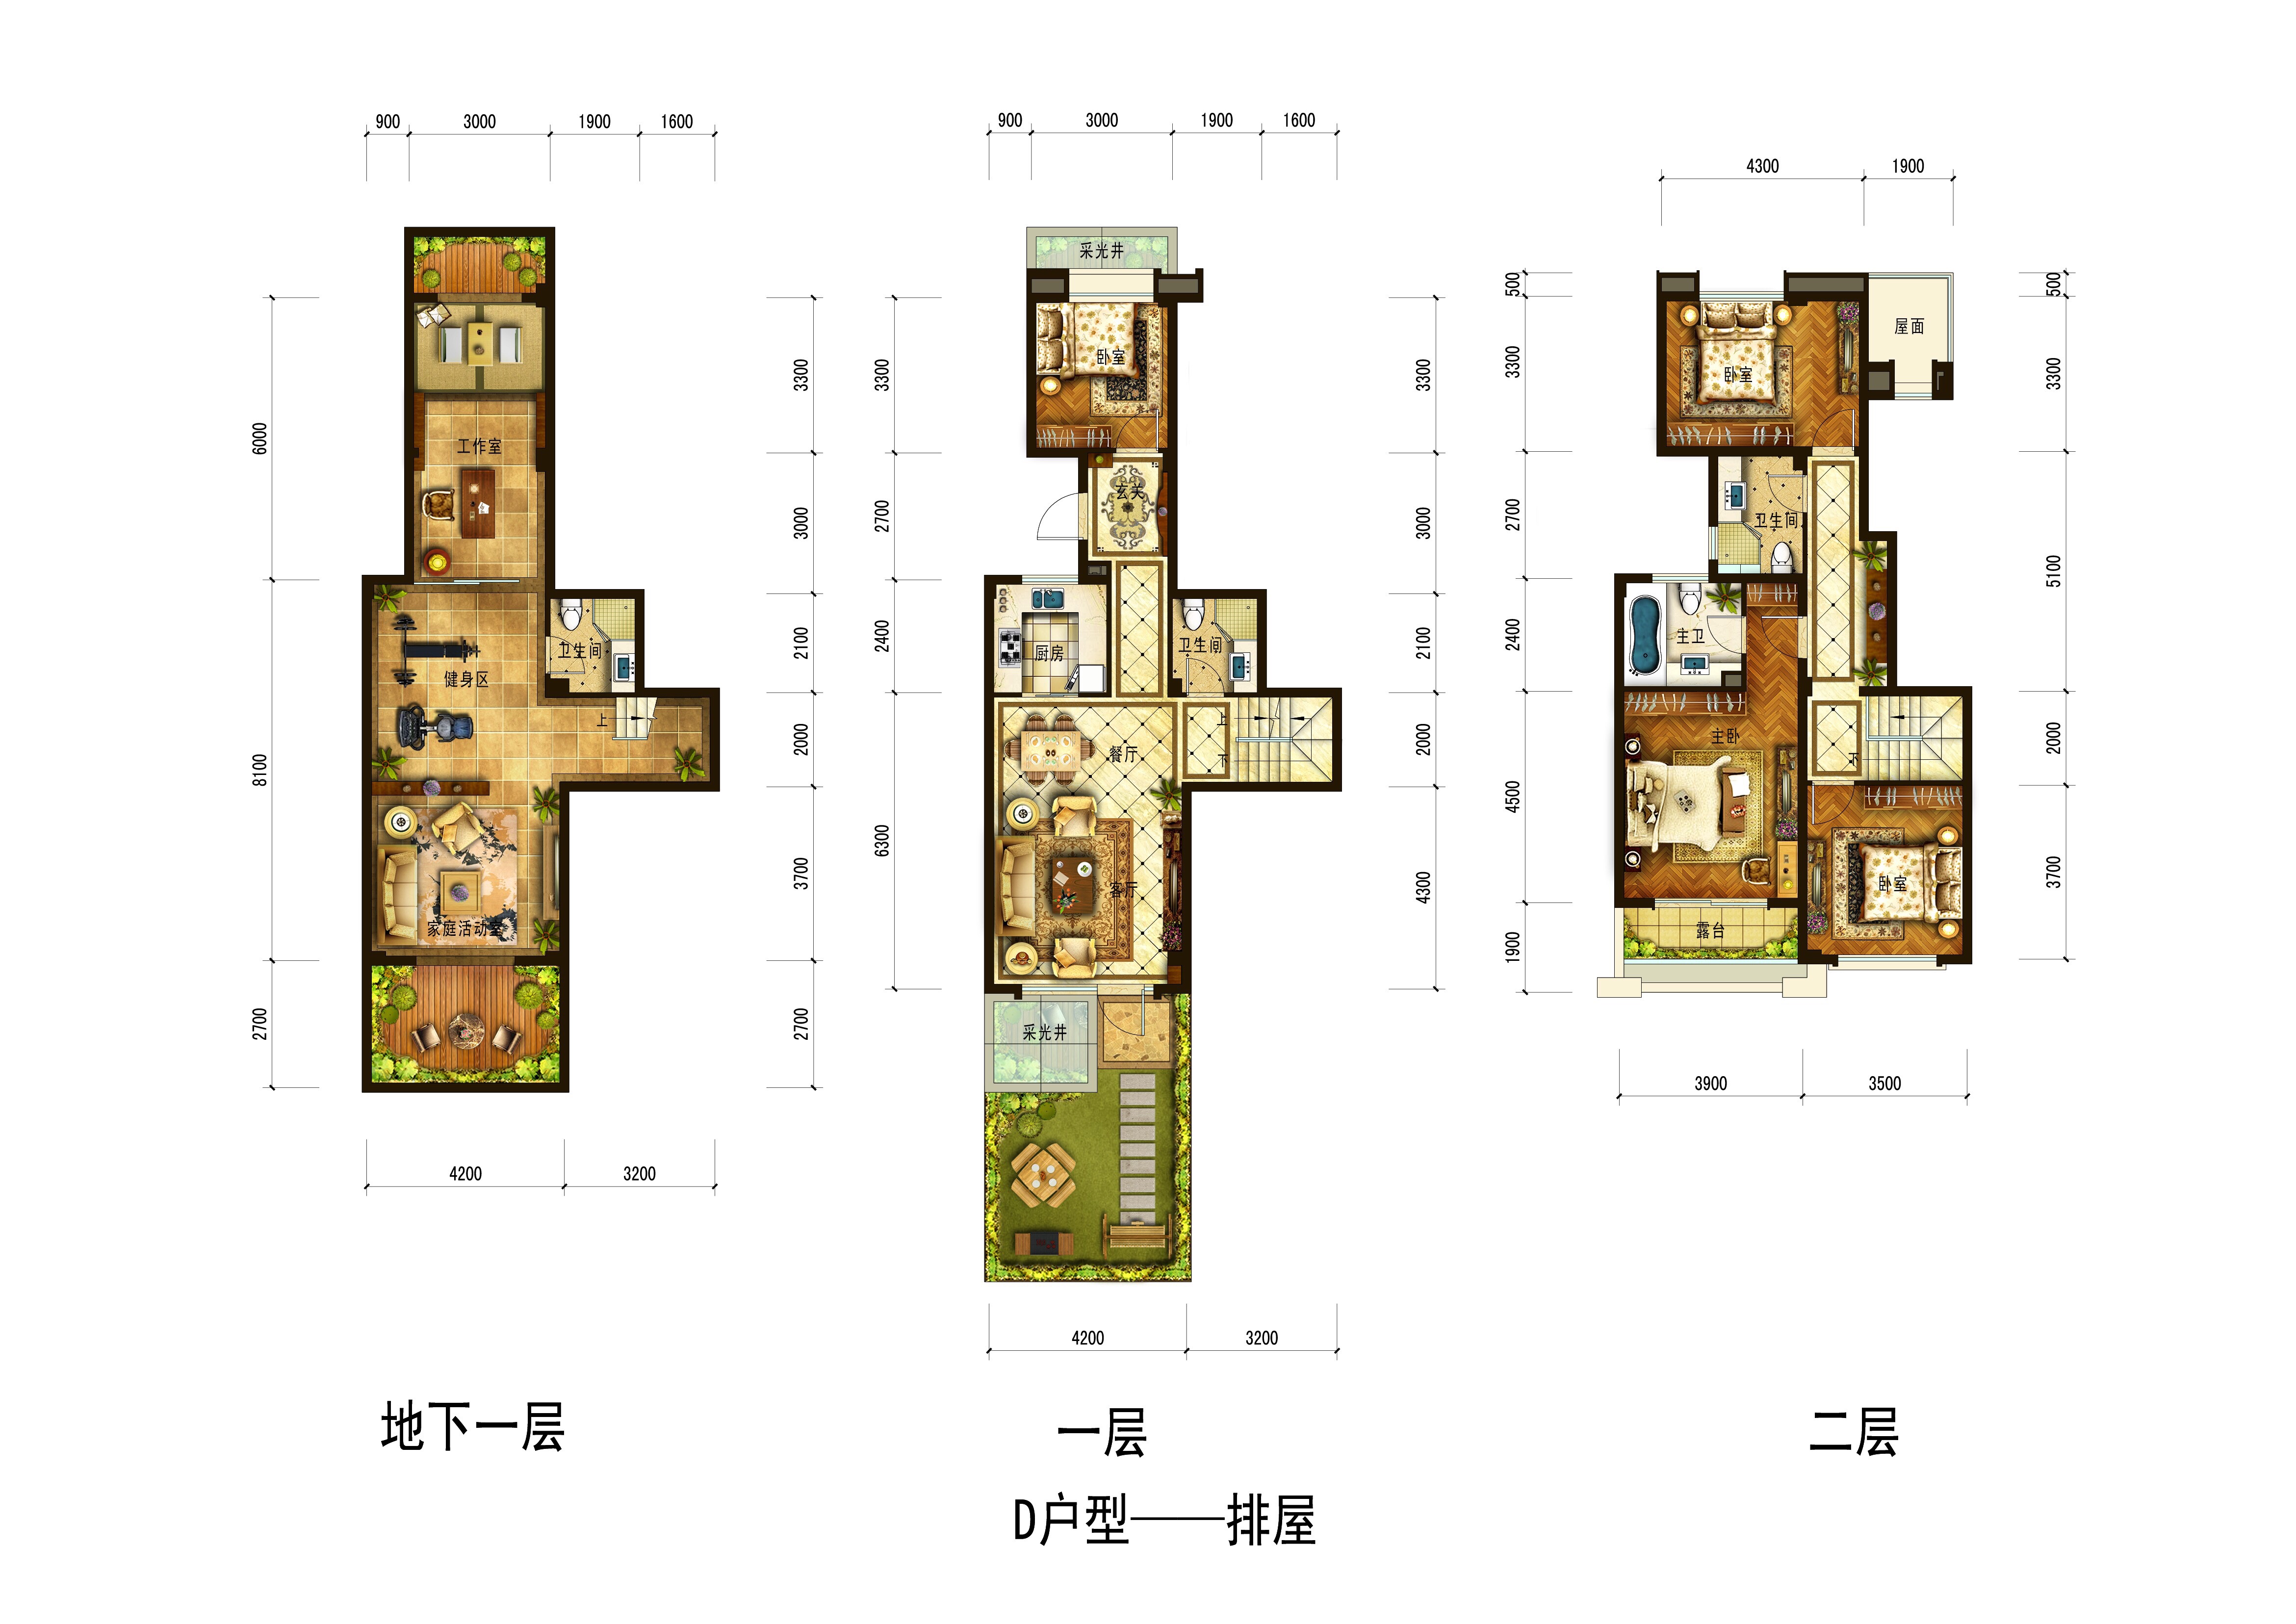 900 3000 1900 1600
900 3000 1900 1600
4300 1900
6000
8100
2700
工作室
卫生间
健身区
上
家庭活动室
3300
3000
2100
2000
3700
2700
4200 3200
3300
2700
2400
6300
采光井
卧室
玄关
厨房
卫生间
餐厅
上
下
客厅
采光井
3300
3000
2100
2000
4300
4200 3200
500
3300
2700
2400
4500
1900
屋面
卧室
卫生间
主卫
主卧
下
卧室
露台
500
3300
5100
2000
3700
3900 3500
地下一层
一层
二层
D户型——排屋